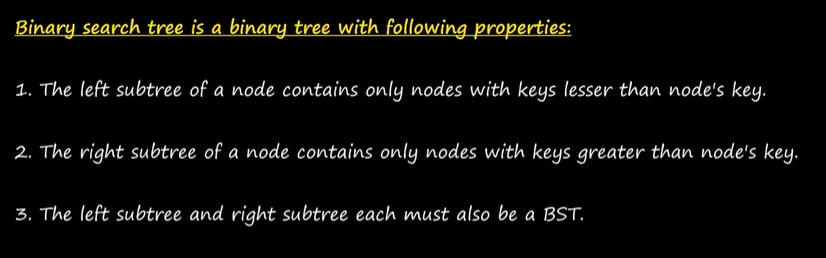 Binary search tree is a binary tree with following properties:
1. The left subtree of a node contains only nodes with keys lesser than node's key.
2. The right subtree of a node contains only nodes with keys greater than node's key.
3. The left subtree and right subtree each must also be a BST.